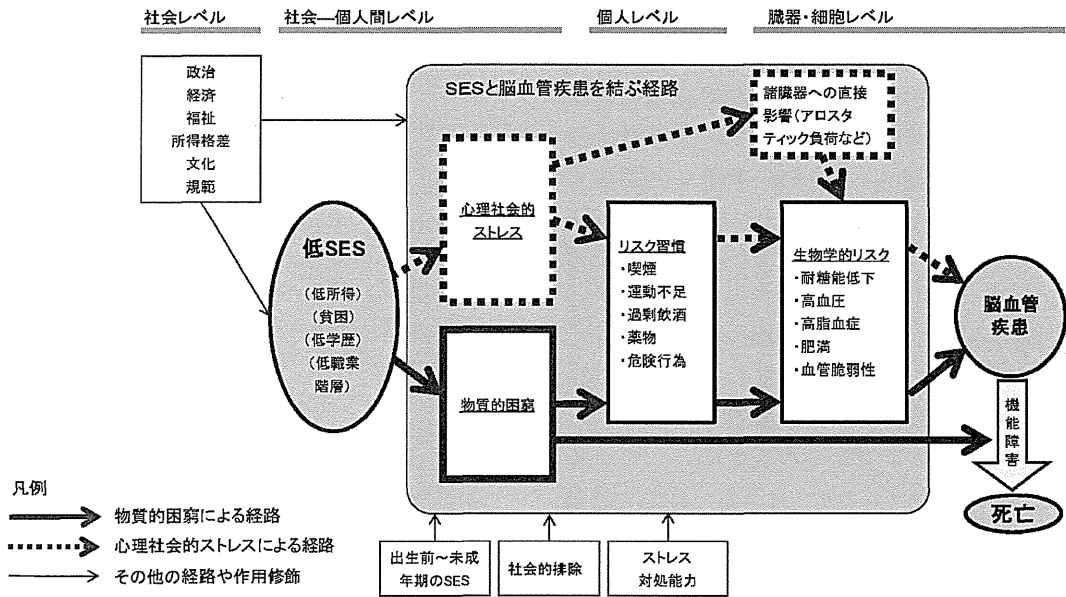 社会レベル
社会―個人間レベル
個人レベル
臓器・細胞レベル
政治
経済
福祉
所得格差
文化
規範
SESと脳血管疾患を結ぶ経路
諸臓器への直接
影響(アロスタ
ティック負荷など)
心理社会的
ストレス
低SES
(低所得)
(貧困)
(低学歴)
(低職業
階層)
リスク習慣
・喫煙
・運動不足
・過剰飲酒
・薬物
・危険行為
生物学的リスク
・耐糖能低下
・高血圧
・高脂血症
・肥満
・血管脆弱性
脳血管
疾患
物質的困窮
機能障害
死亡
凡例
物質的困窮による経路
心理社会的ストレスによる経路
その他の経路や作用修飾
出生前~未成
年期のSES
社会的排除
ストレス
対処能力